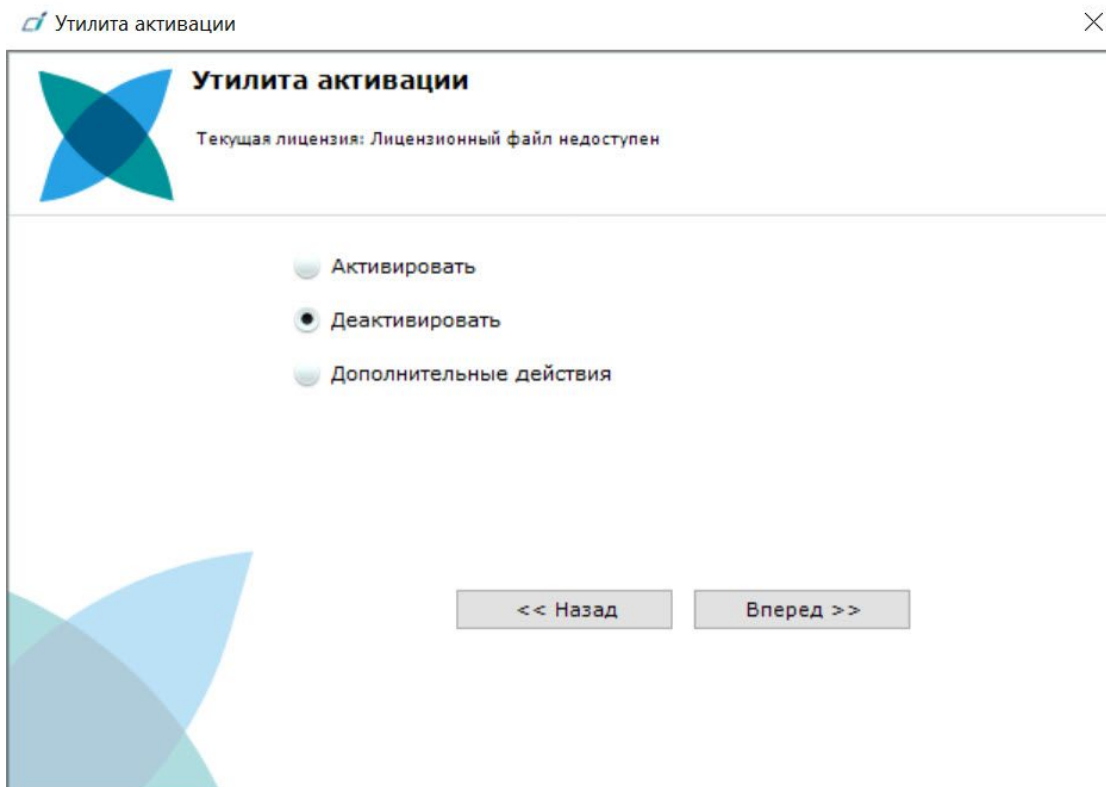 Утилита активации
Утилита активации
Текущая лицензия: Лицензионный файл недоступен
Активировать
Деактивировать
Дополнительные действия
<< Назад
Вперед >>